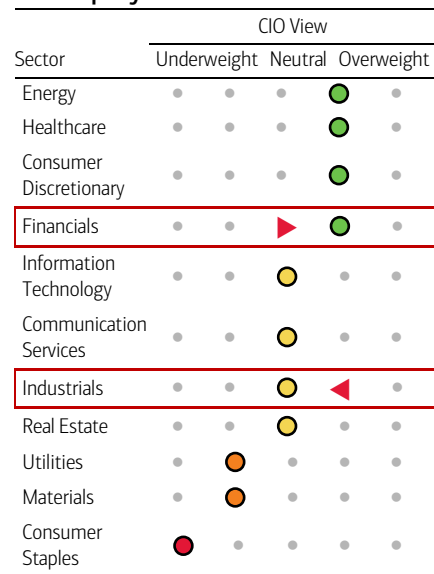 CIO View
Sector Underweight Neutral Overweight
Energy
Healthcare
Consumer
Discretionary
Financials
Information
Technology
Communication
Services
Industrials
Real Estate
Utilities
Materials
Consumer
Staples